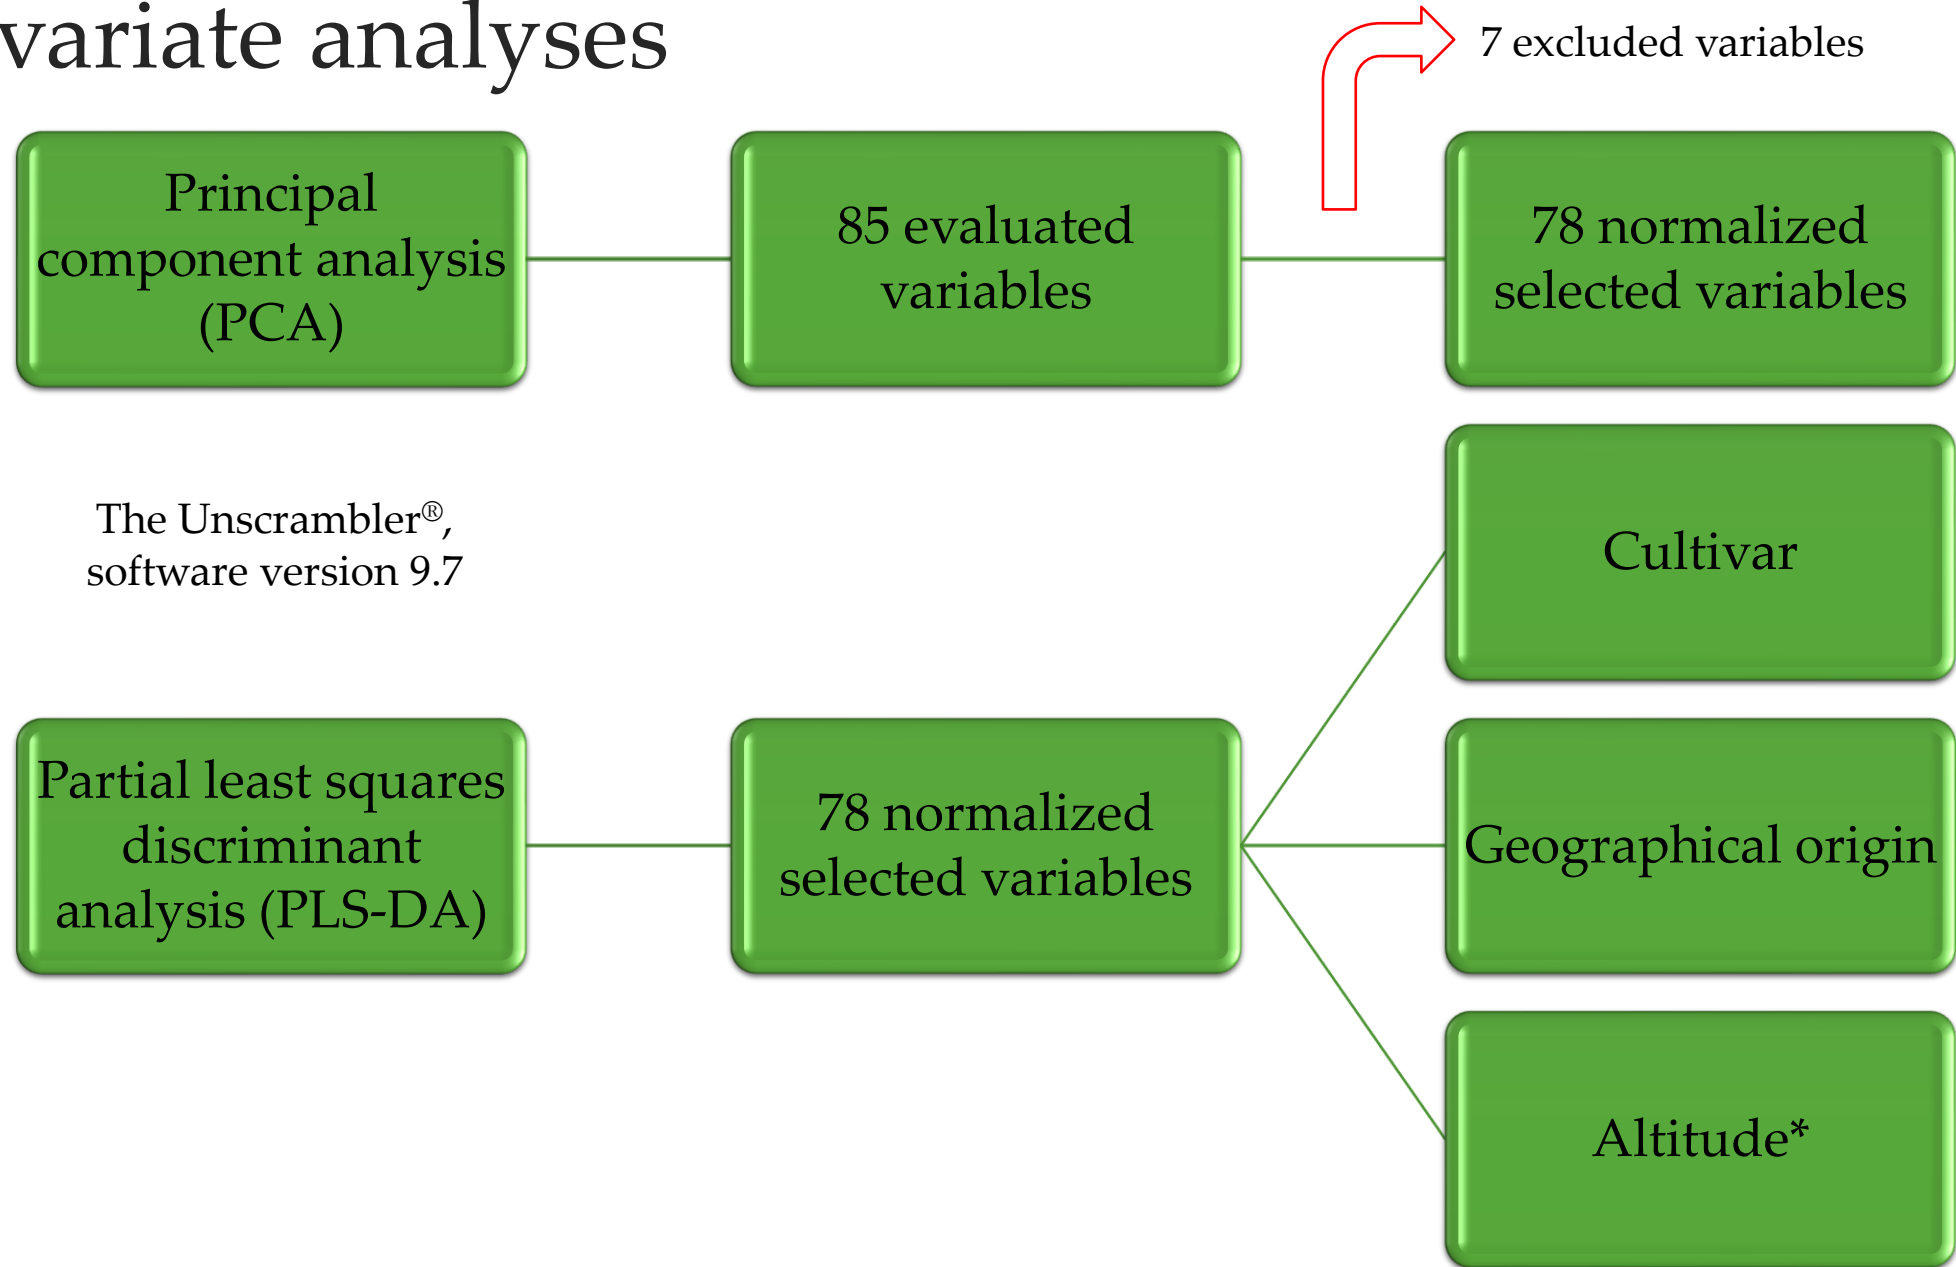 variate analyses
7 excluded variables
Principal
component analysis
(PCA)
85 evaluated
variables
78 normalized
selected variables
The Unscrambler®,
software version 9.7
Cultivar
Partial least squares
discriminant
analysis (PLS-DA)
78 normalized
selected variables
Geographical origin
Altitude*